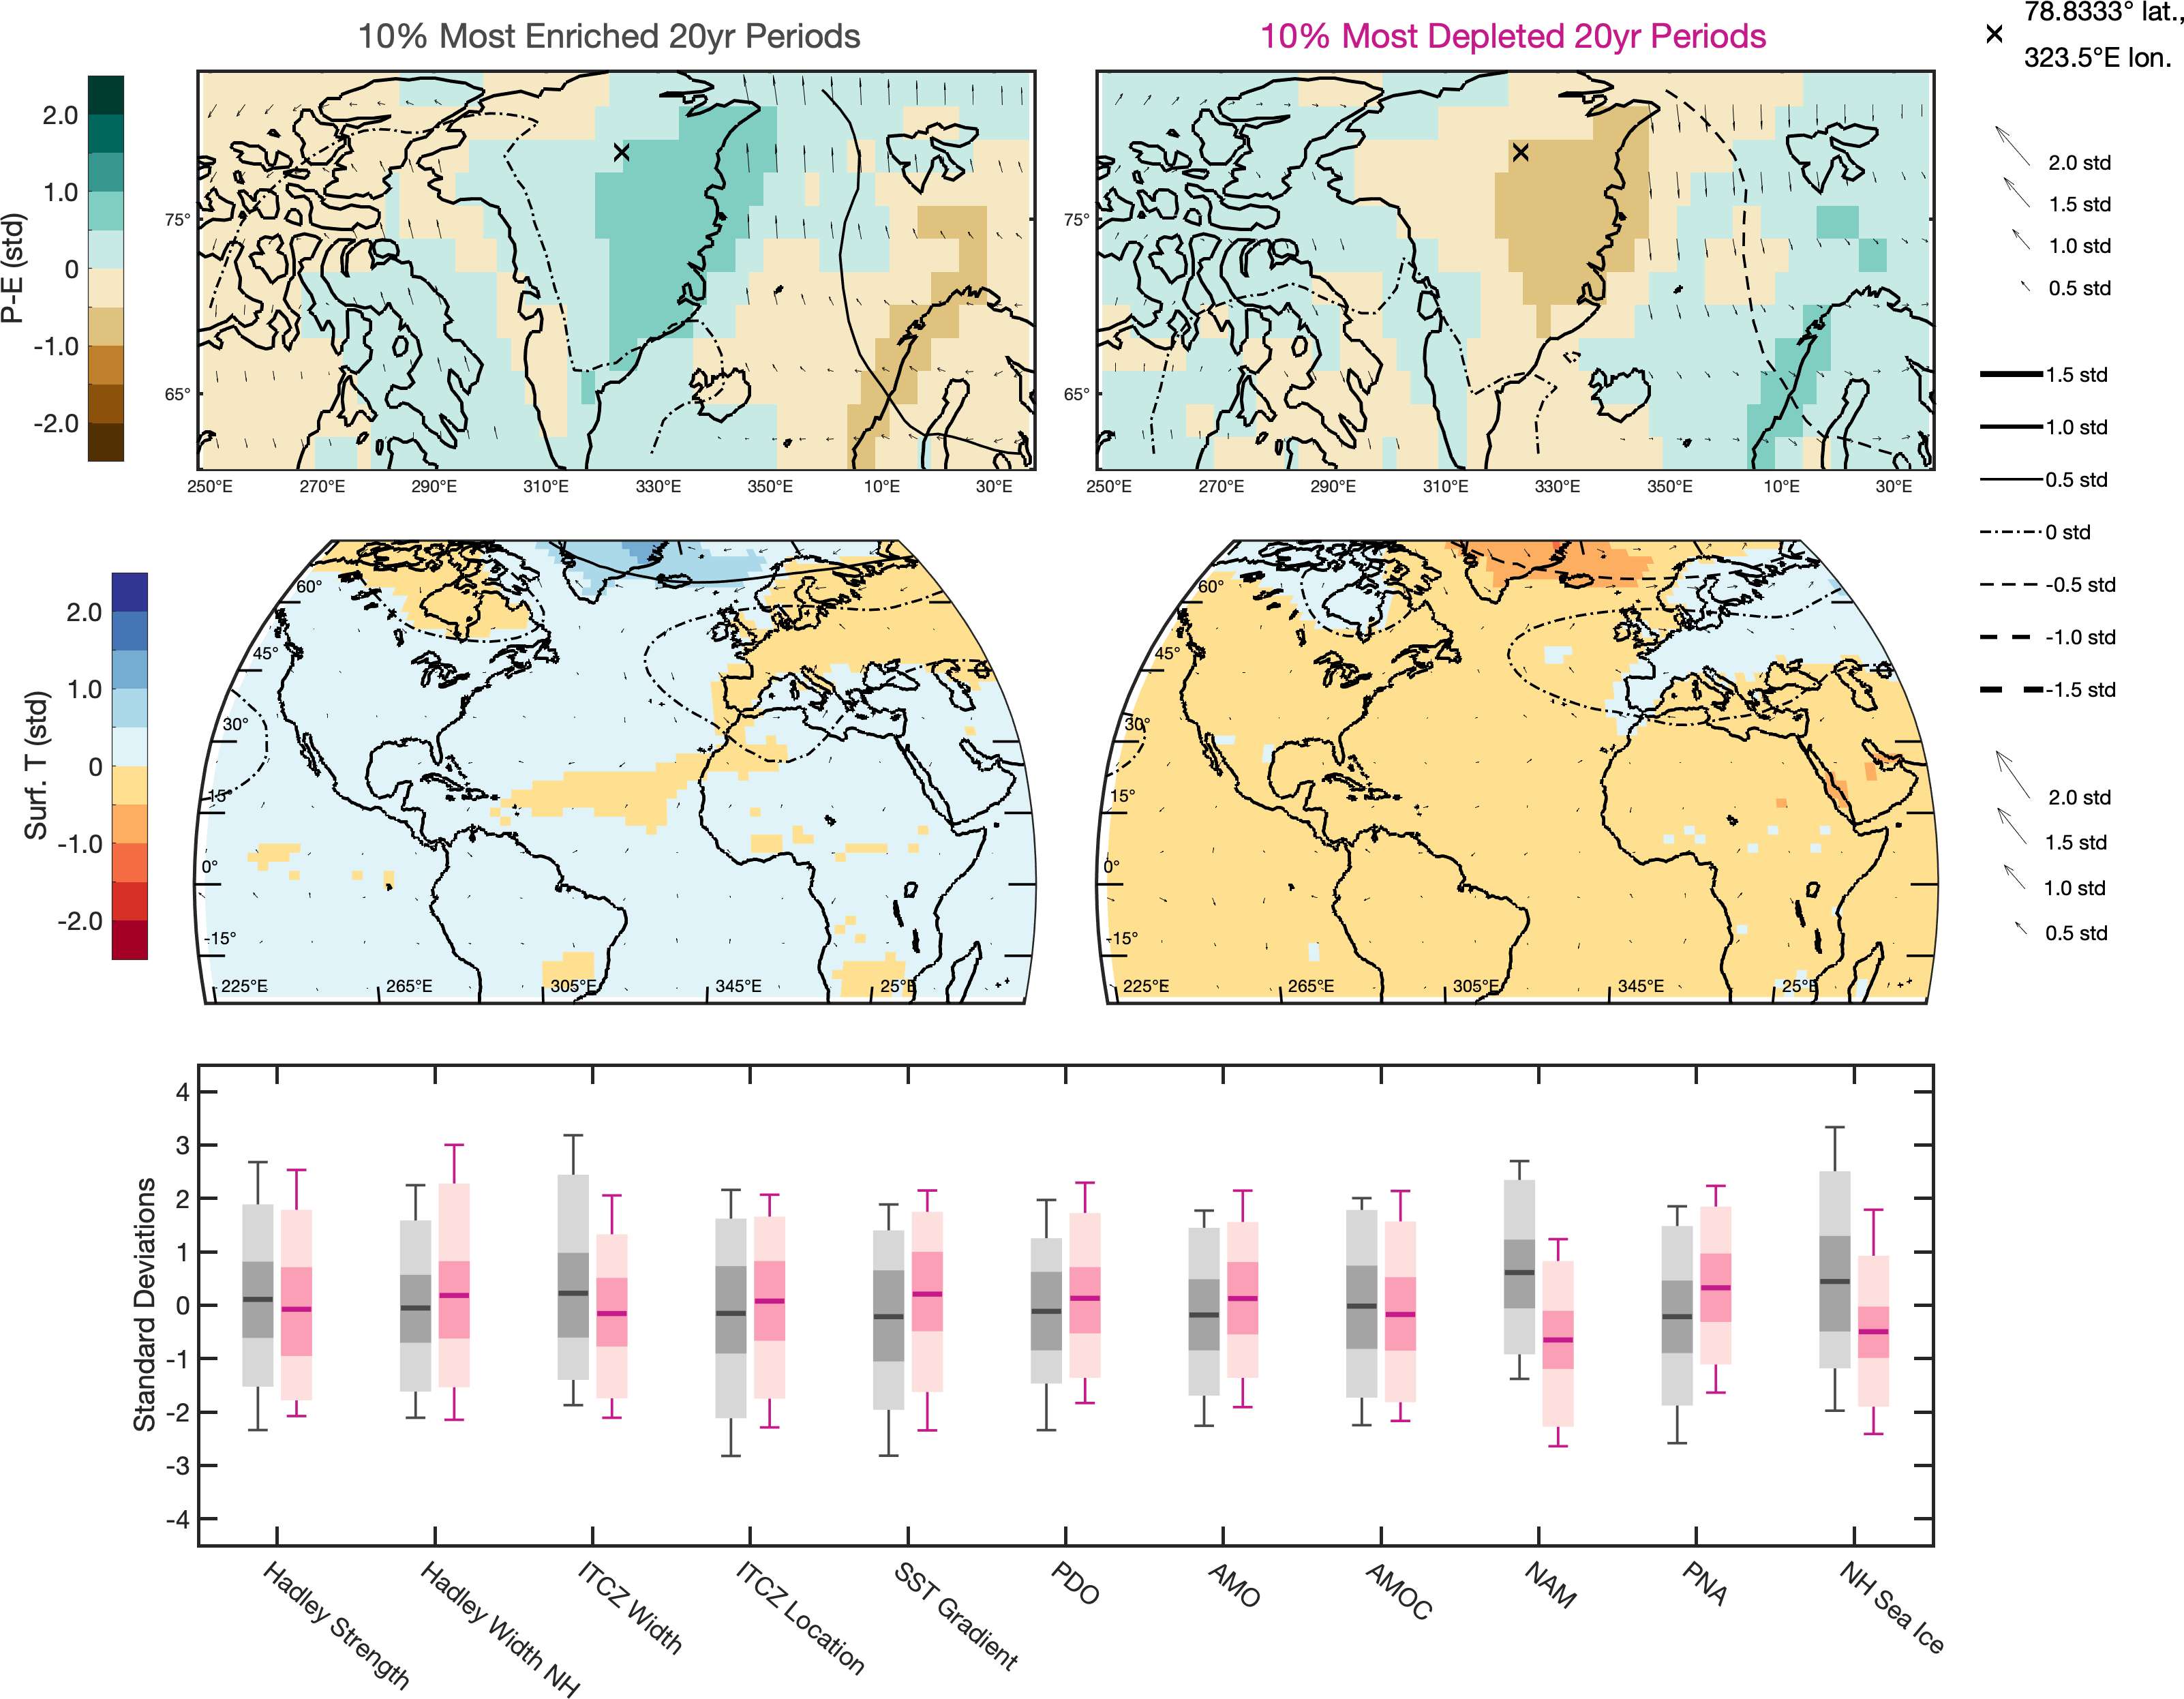 10% Most Enriched 20yr Periods
10% Most Depleted 20yr Periods
78.8333° lat.,
323.5°E lon.
P-E (std)
2.0
1.0
0
-1.0
-2.0
75°
65°
250°E 270°E 290°E 310°E 330°E 350°E 10°E 30°E
75°
65°
250°E 270°E 290°E 310°E 330°E 350°E 10°E 30°E
2.0 std
1.5 std
1.0 std
0.5 std
1.5 std
1.0 std
0.5 std
0 std
-0.5 std
-1.0 std
-1.5 std
Surf. T (std)
2.0
1.0
0
-1.0
-2.0
60°
45°
30°
15°
0°
-15°
225°E 265°E 305°E 345°E 25°E
60°
45°
30°
15°
0°
-15°
225°E 265°E 305°E 345°E 25°E
2.0 std
1.5 std
1.0 std
0.5 std
Standard Deviations
4
3
2
1
0
-1
-2
-3
-4
Hadley Strength
Hadley Width NH
ITCZ Width
ITCZ Location
SST Gradient
PDO
AMO
AMOC
NAM
PNA
NH Sea Ice